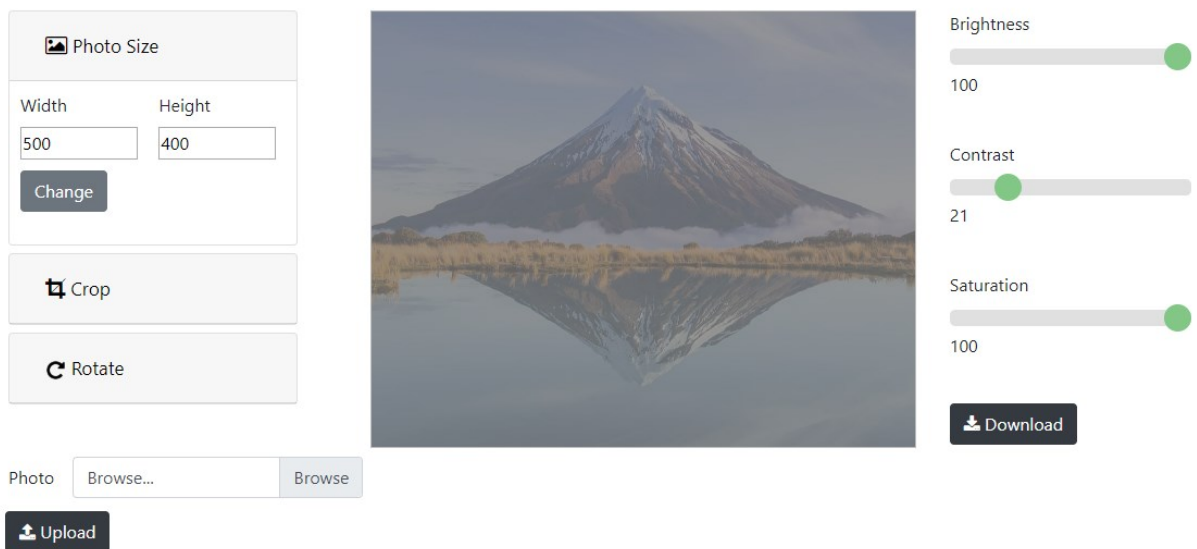 Photo Size
Width Height
500 400
Change
Crop
Rotate
Photo Browse... Browse
Upload
Brightness
100
Contrast
21
Saturation
100
Download